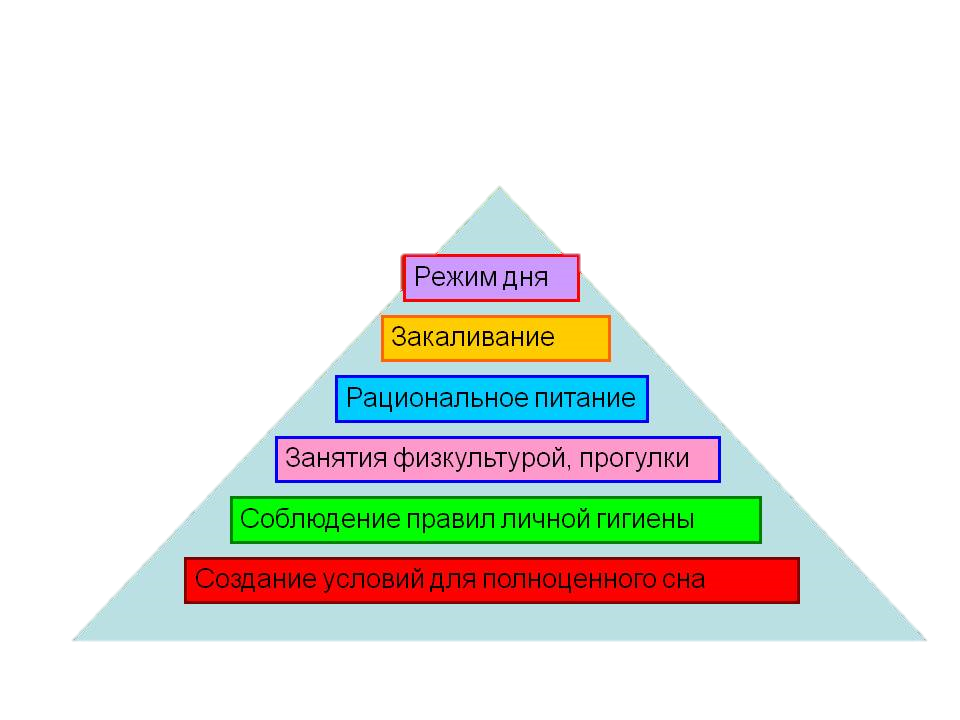 Режим дня
Закаливание
Рациональное питание
Занятия физкультурой, прогулки
Соблюдение правил личной гигиены
Создание условий для полноценного сна